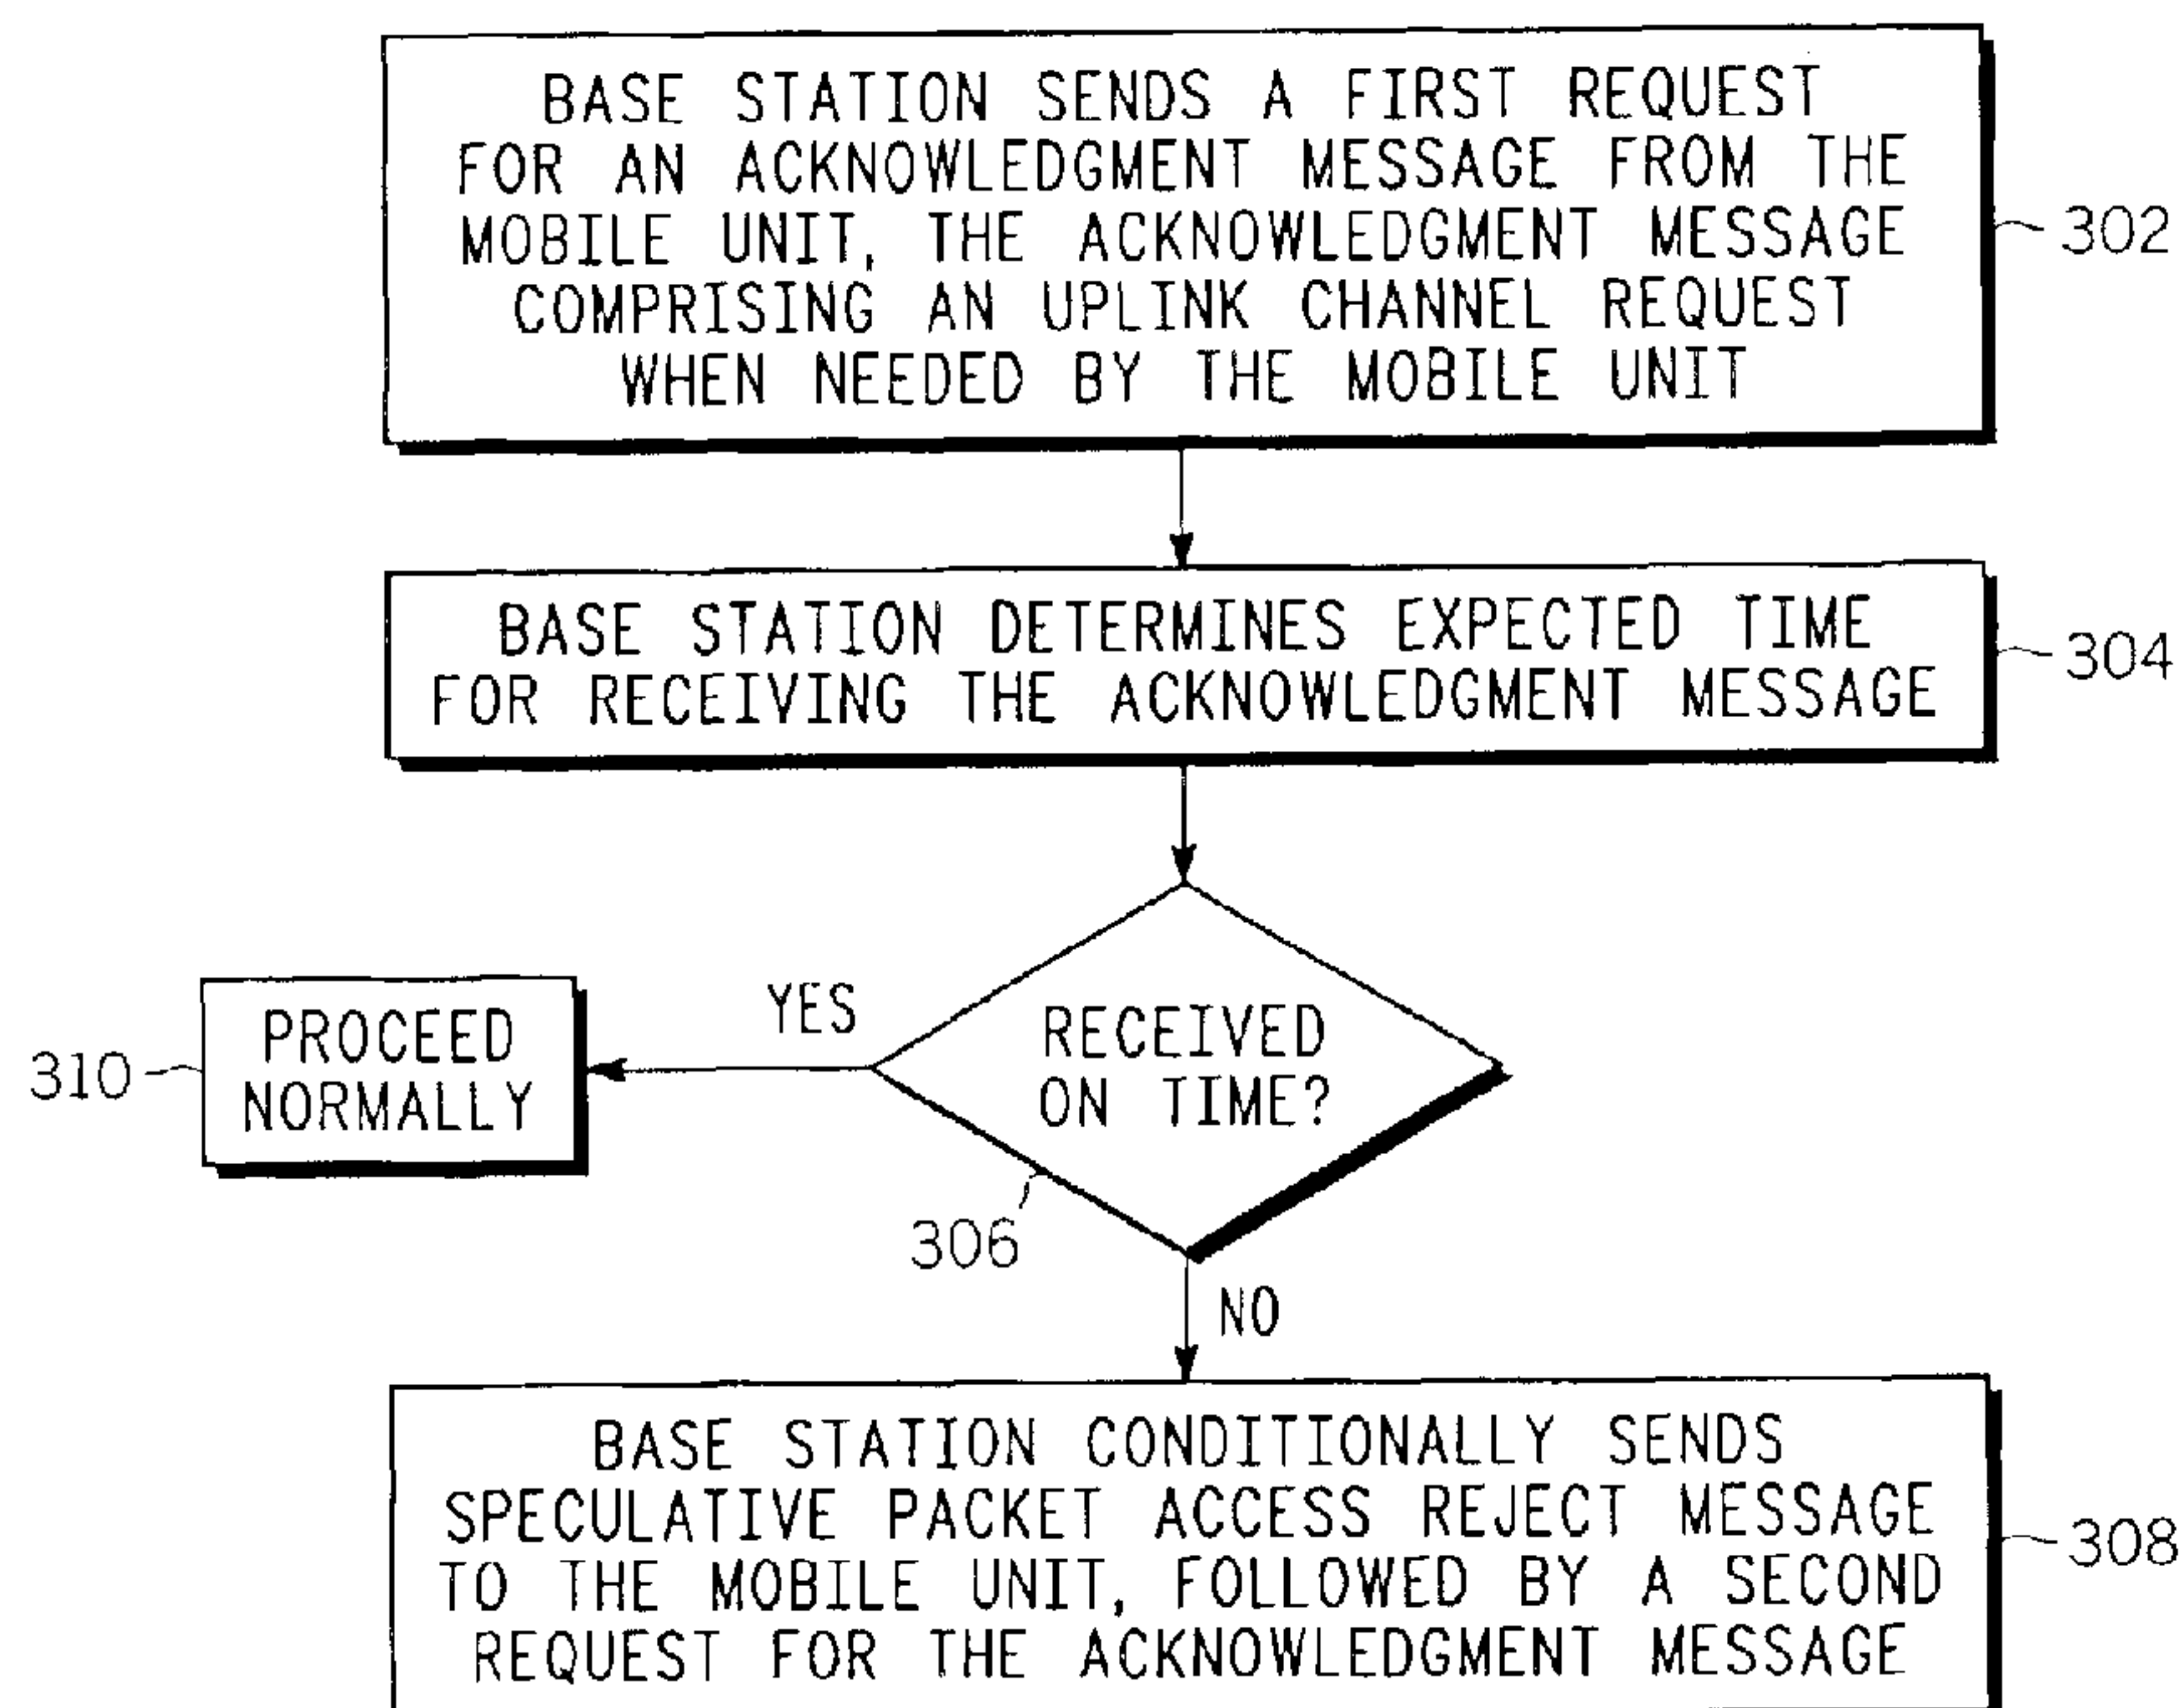 BASE STATION SENDS A FIRST REQUEST
FOR AN ACKNOWLEDGMENT MESSAGE FROM THE
MOBILE UNIT, THE ACKNOWLEDGMENT MESSAGE
COMPRISING AN UPLINK CHANNEL REQUEST
WHEN NEEDED BY THE MOBILE UNIT
302
BASE STATION DETERMINES EXPECTED TIME
FOR RECEIVING THE ACKNOWLEDGMENT MESSAGE
304
RECEIVED
ON TIME?
306
YES
PROCEED
NORMALLY
310
NO
BASE STATION CONDITIONALLY SENDS
SPECULATIVE PACKET ACCESS REJECT MESSAGE
TO THE MOBILE UNIT, FOLLOWED BY A SECOND
REQUEST FOR THE ACKNOWLEDGMENT MESSAGE
308